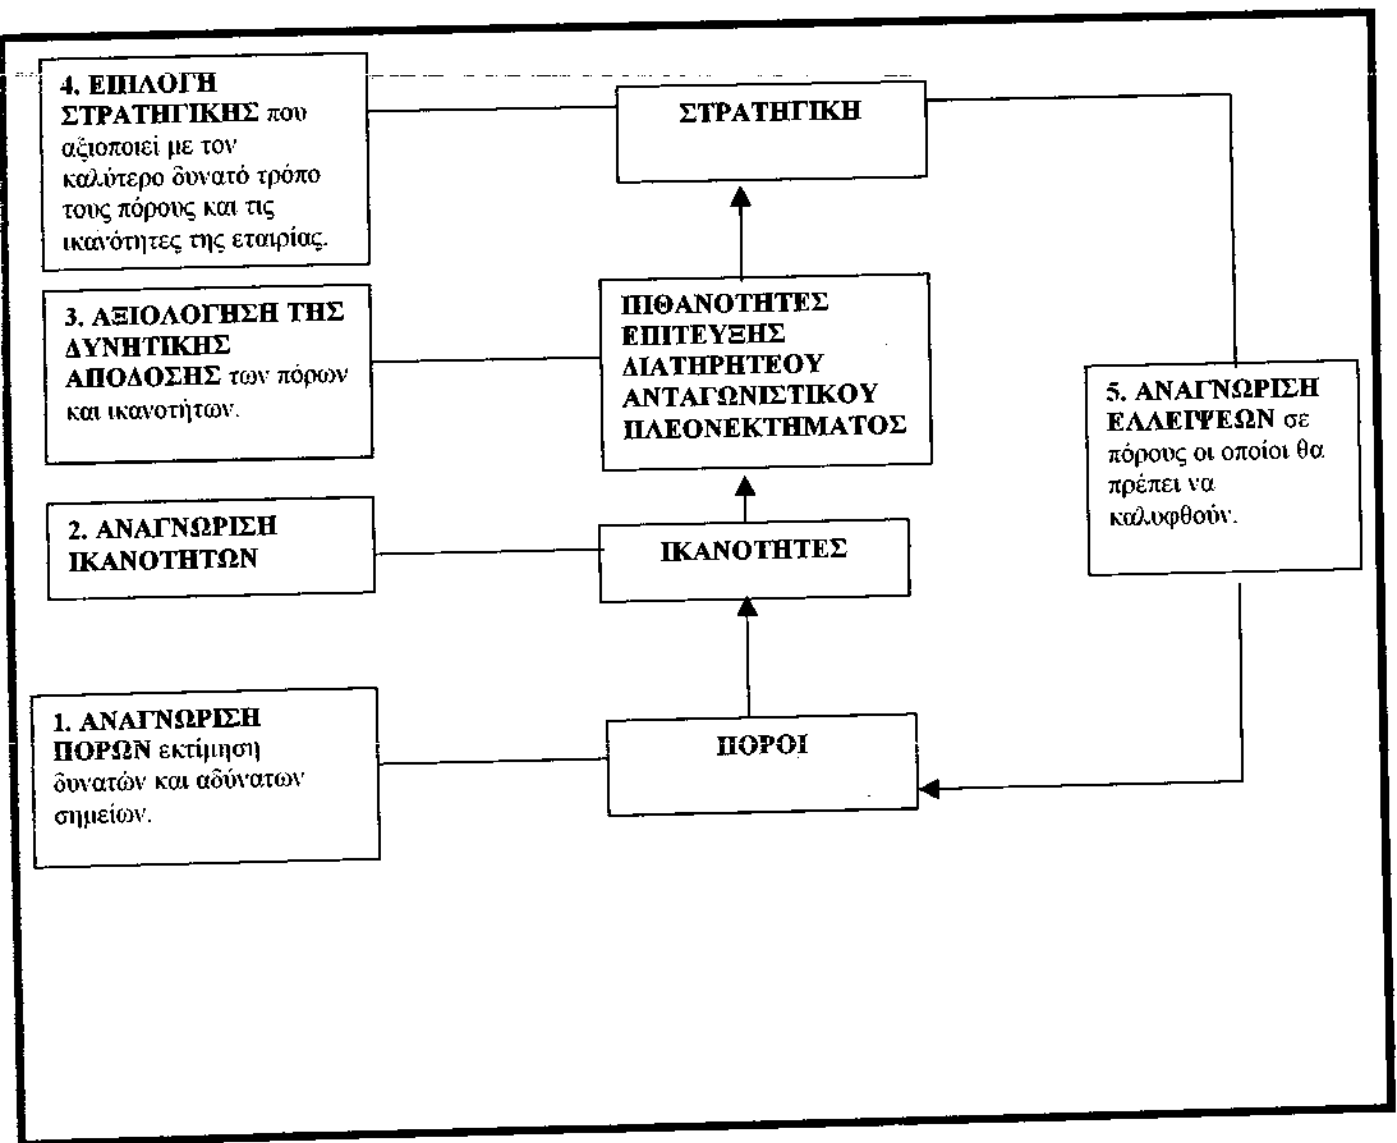 4. ΕΠΙΛΟΓΗ
ΣΤΡΑΤΗΓΙΚΗΣ που
αξιοποιεί με τον
καλύτερο δυνατό τρόπο
τους πόρους και τις
ικανότητες της εταιρίας.
ΣΤΡΑΤΗΓΙΚΗ
3. ΑΞΙΟΛΟΓΗΣΗ ΤΗΣ
ΔΥΝΗΤΙΚΗΣ
ΑΠΟΔΟΣΗΣ των πόρων
και ικανοτήτων.
ΠΙΘΑΝΟΤΗΤΕΣ
ΕΠΙΤΕΥΞΗΣ
ΔΙΑΤΗΡΗΤΕΟΥ
ΑΝΤΑΓΩΝΙΣΤΙΚΟΥ
ΠΛΕΟΝΕΚΤΗΜΑΤΟΣ
5. ΑΝΑΓΝΩΡΙΣΗ
ΕΛΛΕΙΨΕΩΝ σε
πόρους οι οποίοι θα
πρέπει να
καλυφθούν.
2. ΑΝΑΓΝΩΡΙΣΗ
ΙΚΑΝΟΤΗΤΩΝ
ΙΚΑΝΟΤΗΤΕΣ
1. ΑΝΑΓΝΩΡΙΣΗ
ΠΟΡΩΝ εκτίμηση
δυνατών και αδύνατων
σημείων.
ΠΟΡΟΙ